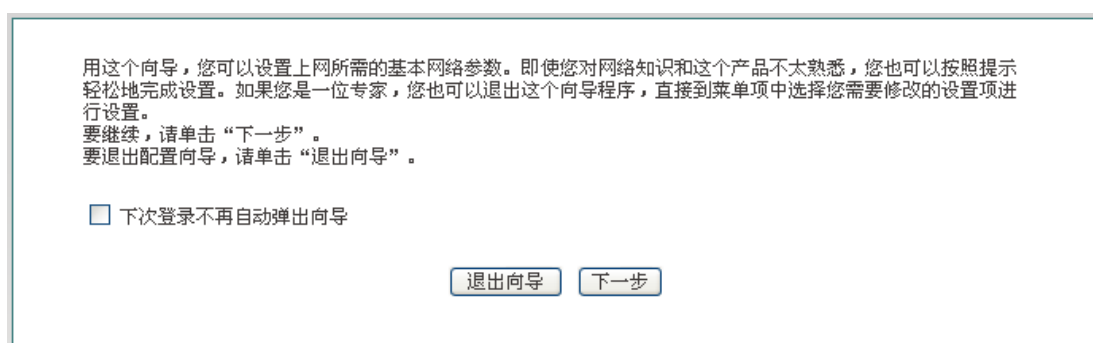 用这个向导，您可以设置上网所需的基本网络参数。即使您对网络知识和这个产品不太熟悉，您也可以按照提示
轻松地完成设置。如果您是一位专家，您也可以退出这个向导程序，直接到菜单项中选择您需要修改的设置项进
行设置。
要继续，请单击“下一步”。
要退出配置向导，请单击“退出向导”。
下次登录不再自动弹出向导
退出向导 下一步